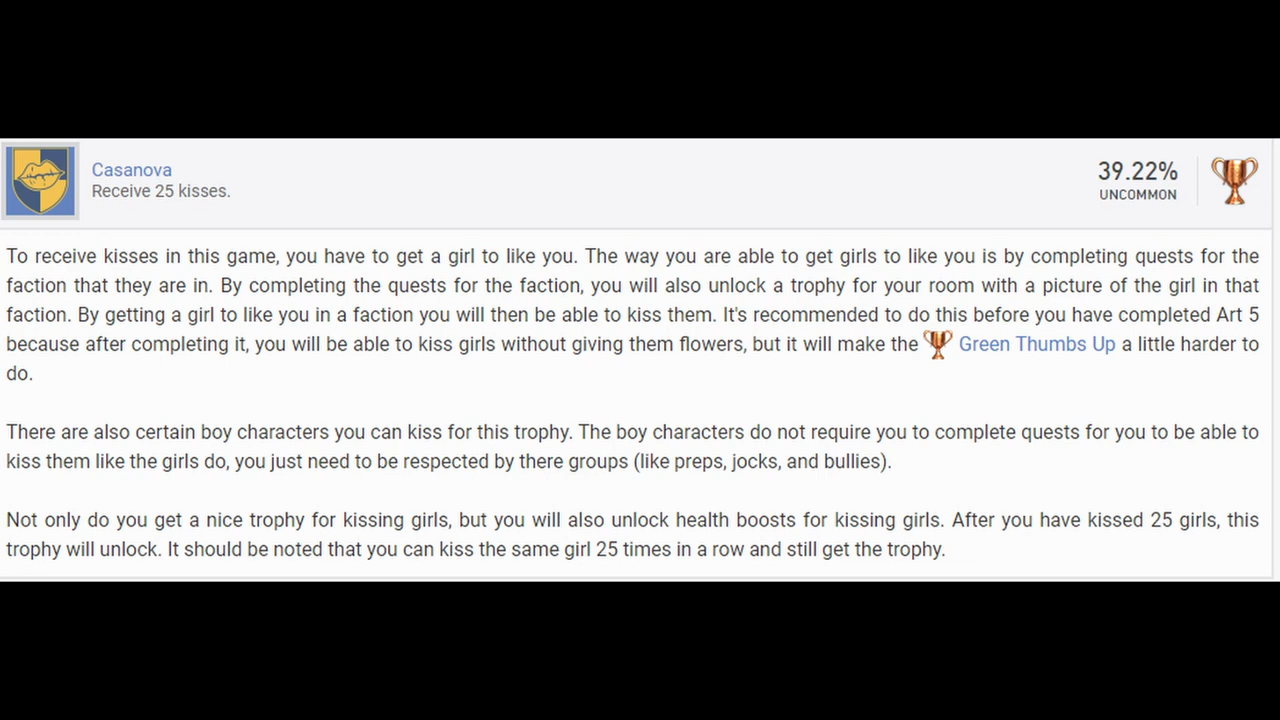 Casanova
Receive 25 kisses.
39.22%
UNCOMMON
To receive kisses in this game, you have to get a girl to like you. The way you are able to get girls to like you is by completing quests for the
faction that they are in. By completing the quests for the faction, you will also unlock a trophy for your room with a picture of the girl in that
faction. By getting a girl to like you in a faction you will then be able to kiss them. It's recommended to do this before you have completed Art 5
because after completing it, you will be able to kiss girls without giving them flowers, but it will make the Green Thumbs Up a little harder to
do.
There are also certain boy characters you can kiss for this trophy. The boy characters do not require you to complete quests for you to be able to
kiss them like the girls do, you just need to be respected by there groups (like preps, jocks, and bullies).
Not only do you get a nice trophy for kissing girls, but you will also unlock health boosts for kissing girls. After you have kissed 25 girls, this
trophy will unlock. It should be noted that you can kiss the same girl 25 times in a row and still get the trophy.